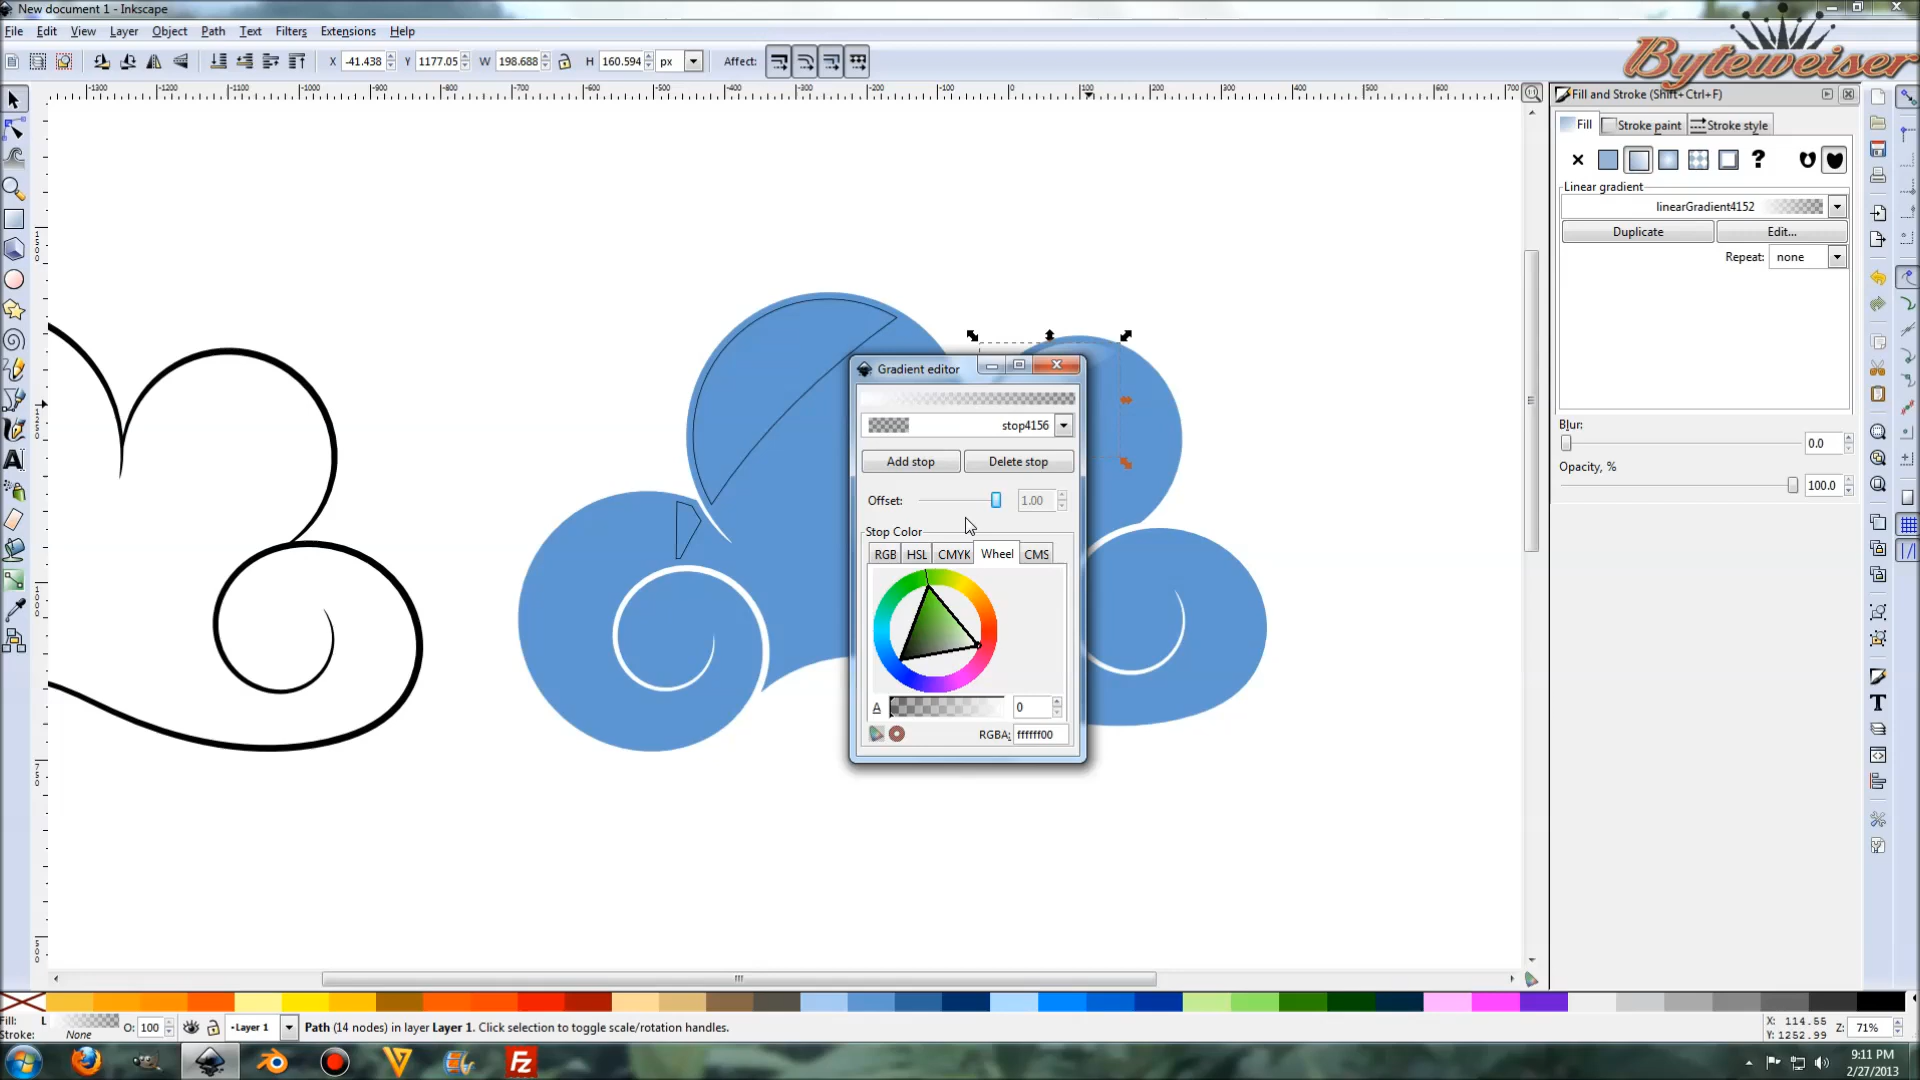 New document 1 - Inkscape
Byteweiser
File Edit View Layer Object Path Text Filters Extensions Help
X -41.438 Y 1177.05 W 198.688 H 160.594 px Affect:
Fill and Stroke (Shift+Ctrl+F)
Fill Stroke paint Stroke style
?
Linear gradient
linearGradient4152
Duplicate Edit...
Repeat: none
Blur:
0.0
Opacity, %
100.0
Gradient editor
stop4156
Add stop Delete stop
Offset: 1.00
Stop Color
RGB HSL CMYK Wheel CMS
A 0
RGBA: ffffff00
Fill: L O: 100 Layer 1 Path (14 nodes) in layer Layer 1. Click selection to toggle scale/rotation handles. X: 114.55 Z: 71%
Stroke: None Y: 1252.99
9:11 PM
2/27/2013